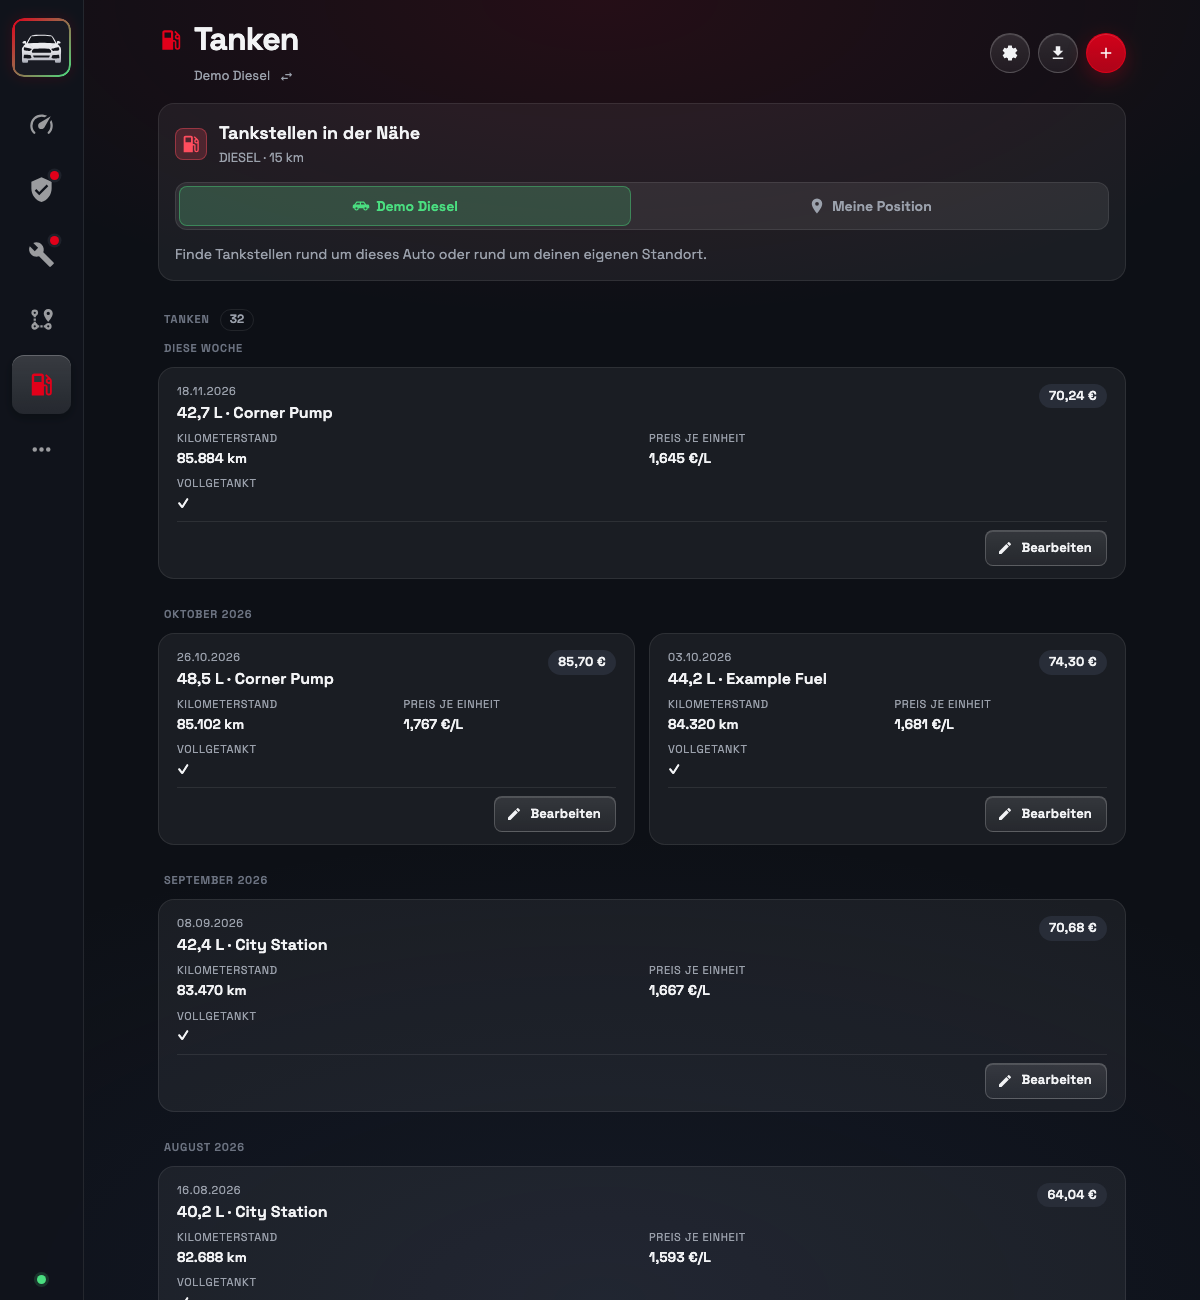 Tanken
Demo Diesel
Tankstellen in der Nähe
DIESEL · 15 km
Demo Diesel
Meine Position
Finde Tankstellen rund um dieses Auto oder rund um deinen eigenen Standort.
TANKEN 32
DIESE WOCHE
18.11.2026
70,24 €
42,7 L · Corner Pump
KILOMETERSTAND
PREIS JE EINHEIT
85.884 km
1,645 €/L
VOLLGETANKT
Bearbeiten
OKTOBER 2026
26.10.2026
85,70 €
48,5 L · Corner Pump
KILOMETERSTAND
PREIS JE EINHEIT
85.102 km
1,767 €/L
VOLLGETANKT
Bearbeiten
03.10.2026
74,30 €
44,2 L · Example Fuel
KILOMETERSTAND
PREIS JE EINHEIT
84.320 km
1,681 €/L
VOLLGETANKT
Bearbeiten
SEPTEMBER 2026
08.09.2026
70,68 €
42,4 L · City Station
KILOMETERSTAND
PREIS JE EINHEIT
83.470 km
1,667 €/L
VOLLGETANKT
Bearbeiten
AUGUST 2026
16.08.2026
64,04 €
40,2 L · City Station
KILOMETERSTAND
PREIS JE EINHEIT
82.688 km
1,593 €/L
VOLLGETANKT